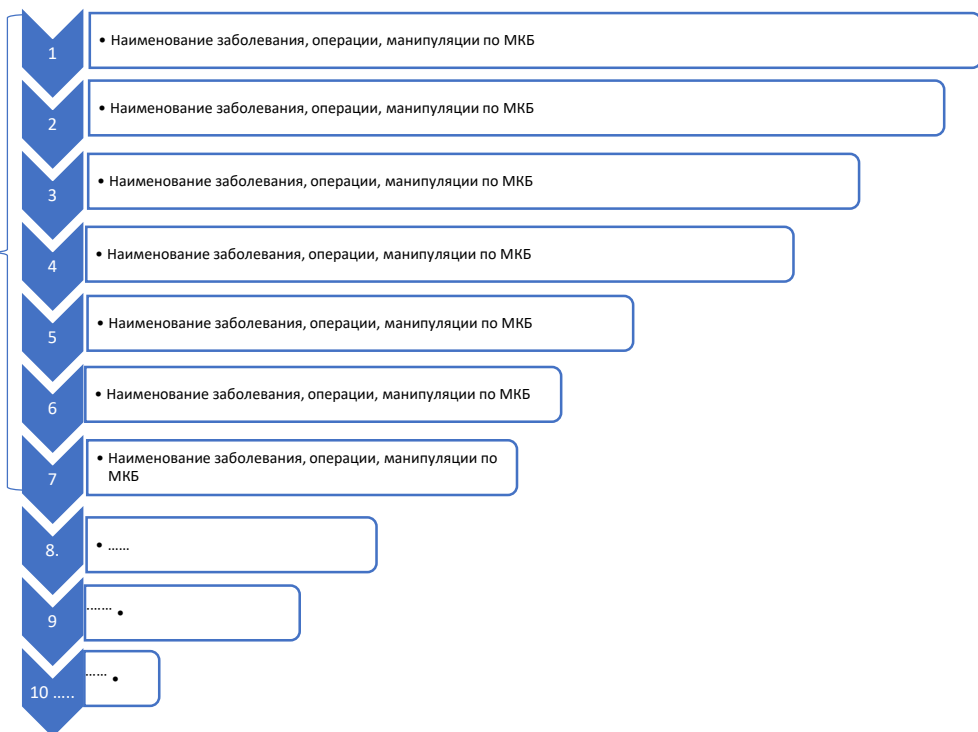 1
• Наименование заболевания, операции, манипуляции по МКБ
2
• Наименование заболевания, операции, манипуляции по МКБ
3
• Наименование заболевания, операции, манипуляции по МКБ
4
• Наименование заболевания, операции, манипуляции по МКБ
5
• Наименование заболевания, операции, манипуляции по МКБ
6
• Наименование заболевания, операции, манипуляции по МКБ
7
• Наименование заболевания, операции, манипуляции по
МКБ
8.
• ......
9
....... •
10 .....
...... •